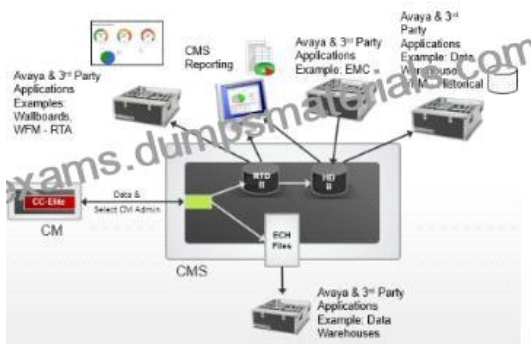 Avaya & 3rd Party
Applications
Examples:
Wallboards,
WFM - RTA
CMS
Reporting
Avaya & 3rd Party
Applications
Example: EMC
Avaya & 3rd
Party
Applications
Example: Data
Warehouse
Historical
exams.dumpsmaterials.com
CC-Elite
CM
Data &
Select CM Admin
RTD
HD
ECH
Files
CMS
Avaya & 3rd Party
Applications
Example: Data
Warehouses